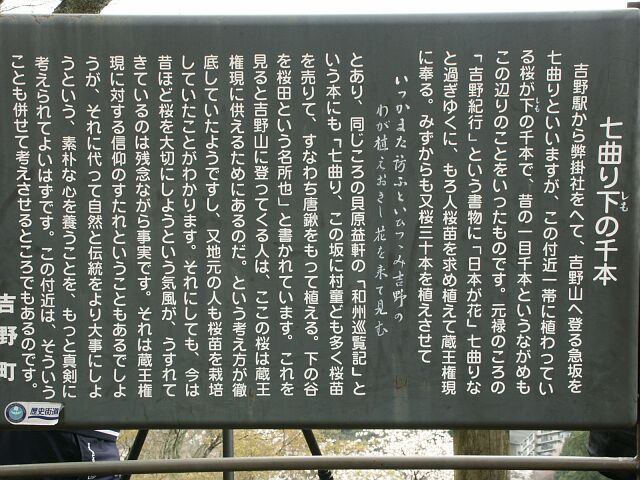 七曲り下の千本
しも
吉野駅から弊掛社をへて、吉野山へ登る急坂を
七曲りといいますが、この付近一帯に植わってい
る桜が下の千本で、昔の一目千本というながめも
しも
この辺りのことをいったものです。元禄のころの
「吉野紀行」という書物に「日本が花」七曲りな
と過ぎゆくに、もろ人桜苗を求め植えて蔵王権現
に奉る。みずからも又桜三十本を植えさせて
いつかまた訪ふといひつゝみ吉野の
わが植えおきし花を来て見む
とあり、同じころの貝原益軒の「和州巡覧記」と
いう本にも「七曲り、この坂に村童ども多く桜苗
を売りて、すなわち唐鍬をもって植える。下の谷
を桜田という名所也」と書かれています。これを
見ると吉野山に登ってくる人は、ここの桜は蔵王
権現に供えるためにあるのだ。という考え方が徹
底していたようですし、又地元の人も桜苗を栽培
していたことがわかります。それにしても、今は
昔ほど桜を大切にしようという気風が、うすれて
きているのは残念ながら事実です。それは蔵王権
現に対する信仰のすたれということもあるでしょ
うが、それに代って自然と伝統をより大事にしよ
うという、素朴な心を養うことを、もっと真剣に
考えられてよいはずです。この付近は、そういう
ことも併せて考えさせるところでもあるのです。
吉野町
歴史街道